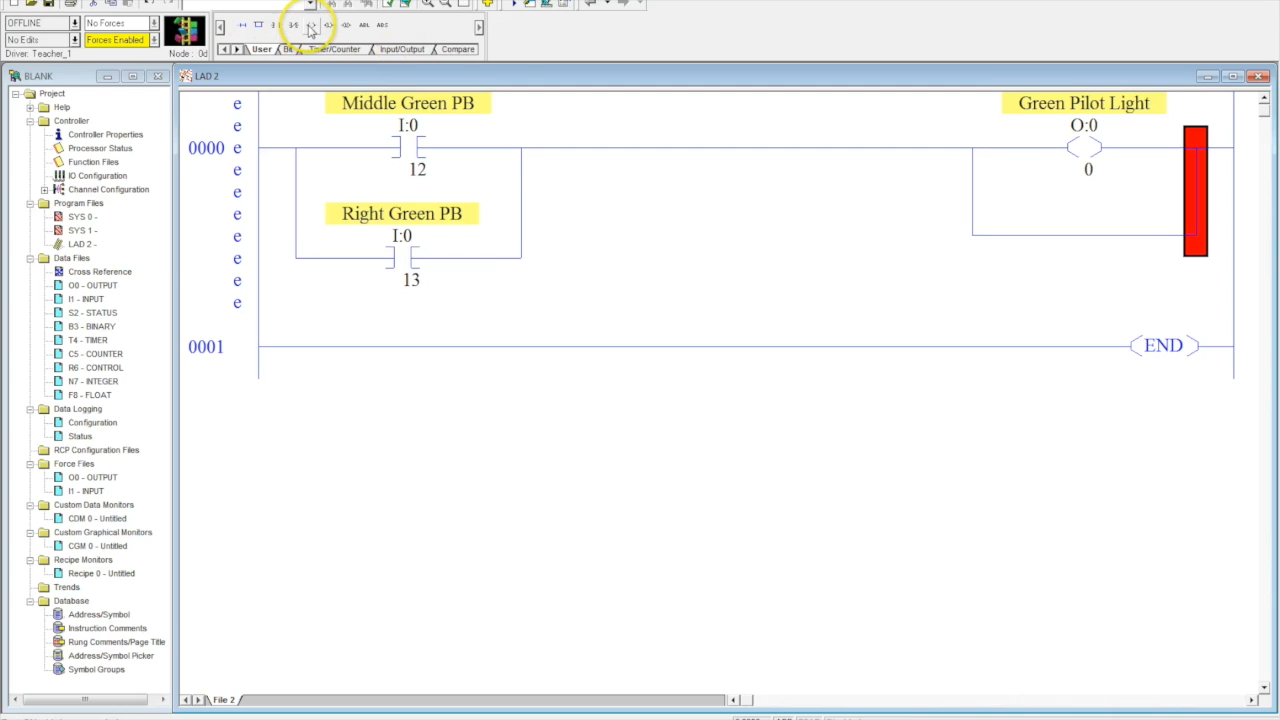 OFFLINE No Forces
No Edits Forces Enabled
Driver: Teacher_1 Node : 0d
ABL ABS
User Bit Timer/Counter Input/Output Compare
BLANK
Project
Help
Controller
Controller Properties
Processor Status
Function Files
IO Configuration
Channel Configuration
Program Files
SYS 0 -
SYS 1 -
LAD 2 -
Data Files
Cross Reference
O0 - OUTPUT
I1 - INPUT
S2 - STATUS
B3 - BINARY
T4 - TIMER
C5 - COUNTER
R6 - CONTROL
N7 - INTEGER
F8 - FLOAT
Data Logging
Configuration
Status
RCP Configuration Files
Force Files
O0 - OUTPUT
I1 - INPUT
Custom Data Monitors
CDM 0 - Untitled
Custom Graphical Monitors
CGM 0 - Untitled
Recipe Monitors
Recipe 0 - Untitled
Trends
Database
Address/Symbol
Instruction Comments
Rung Comments/Page Title
Address/Symbol Picker
Symbol Groups
LAD 2
e Middle Green PB Green Pilot Light
e I:0 O:0
0000 e
e 12 0
e
e Right Green PB
e I:0
e
e 13
e
0001 END
File 2